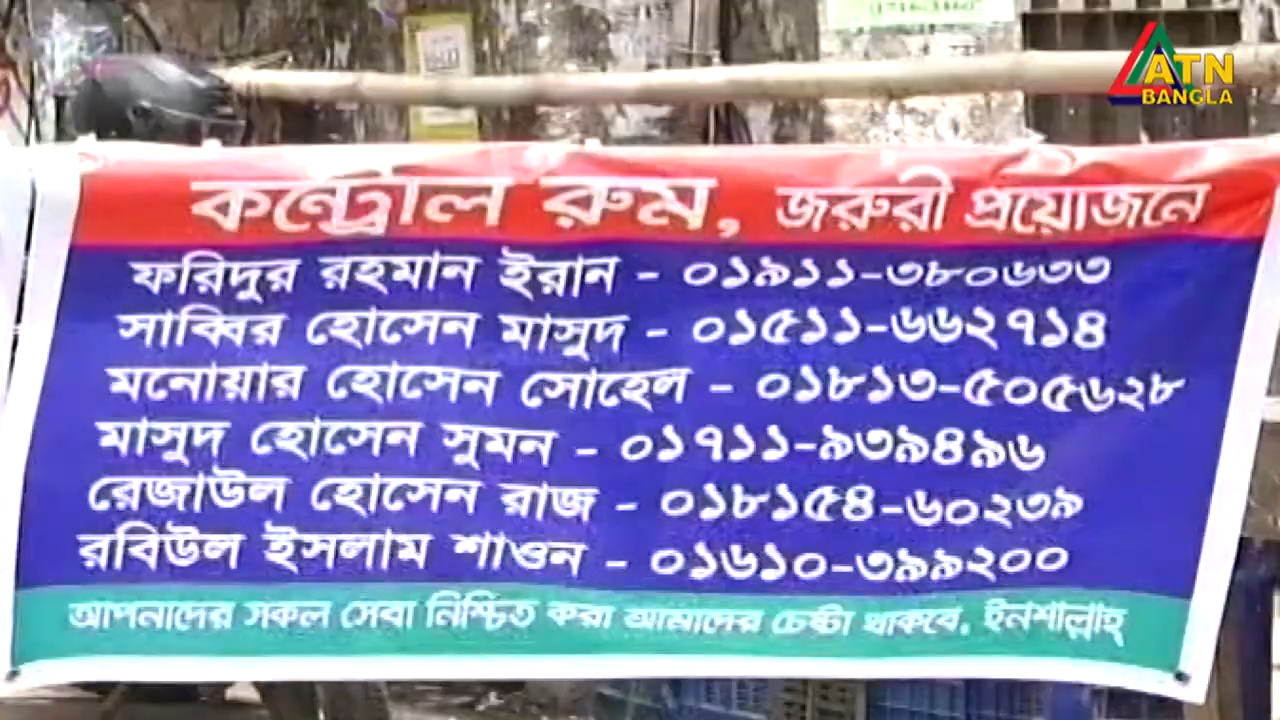 ATN
BANGLA
কন্ট্রোল রুম, জরুরী প্রয়োজনে
ফরিদুর রহমান ইরান - ০১৯১১-৩৮০৬৩৩
সাব্বির হোসেন মাসুদ - ০১৫১১-৬৬২৭১৪
মনোয়ার হোসেন সোহেল - ০১৮১৩-৫০৫৬২৮
মাসুদ হোসেন সুমন - ০১৭১১-৯৩৯৪৯৬
রেজাউল হোসেন রাজ - ০১৮১৫৪-৬০২৩৯
রবিউল ইসলাম শাওন - ০১৬১০-৩৯৯২০০
আপনাদের সকল সেবা নিশ্চিত করা আমাদের চেষ্টা থাকবে, ইনশাল্লাহ